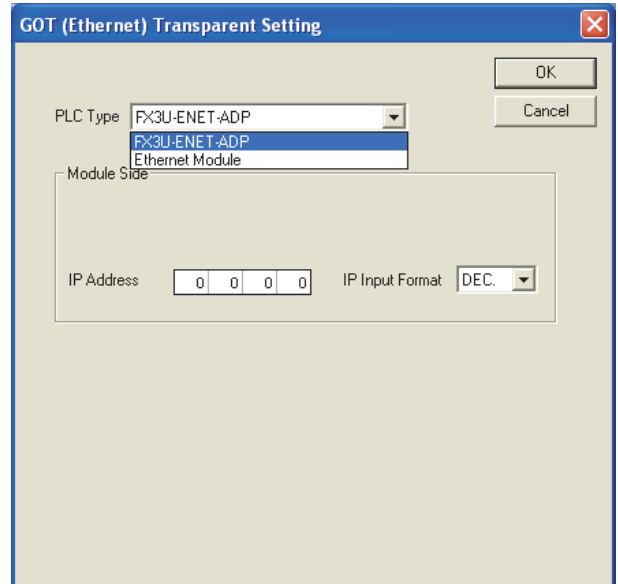 GOT (Ethernet) Transparent Setting
OK
PLC Type FX3U-ENET-ADP
Cancel
FX3U-ENET-ADP
Ethernet Module
Module Side
IP Address 0 0 0 0 IP Input Format DEC.